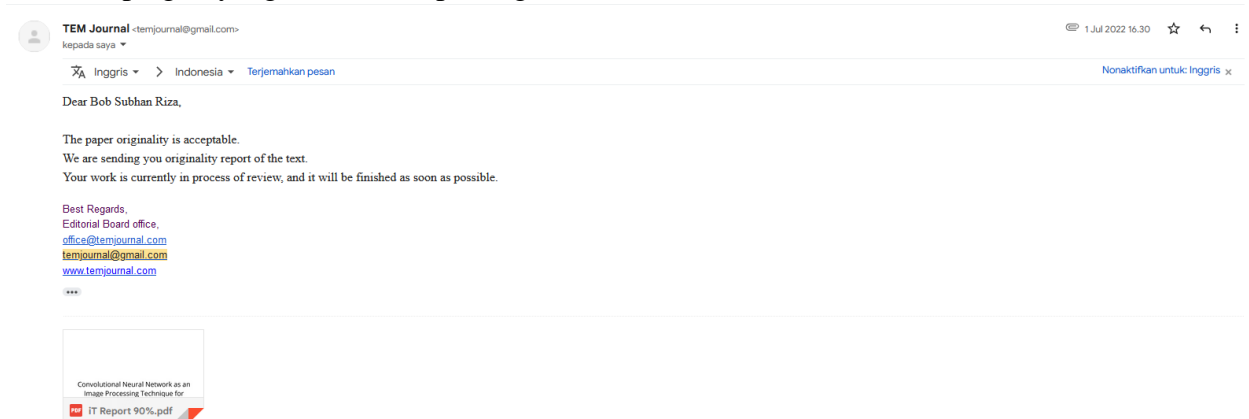 TEM Journal <temjournal@gmail.com>
1 Jul 2022 16.30
kepada saya
Inggris
Indonesia
Terjemahkan pesan
Nonaktifkan untuk: Inggris x
Dear Bob Subhan Riza,
The paper originality is acceptable.
We are sending you originality report of the text.
Your work is currently in process of review, and it will be finished as soon as possible.
Best Regards,
Editorial Board office,
office@temjournal.com
temjournal@gmail.com
www.temjournal.com
Convolutional Neural Network as an
Image Processing Technique for
PDF iT Report 90%.pdf